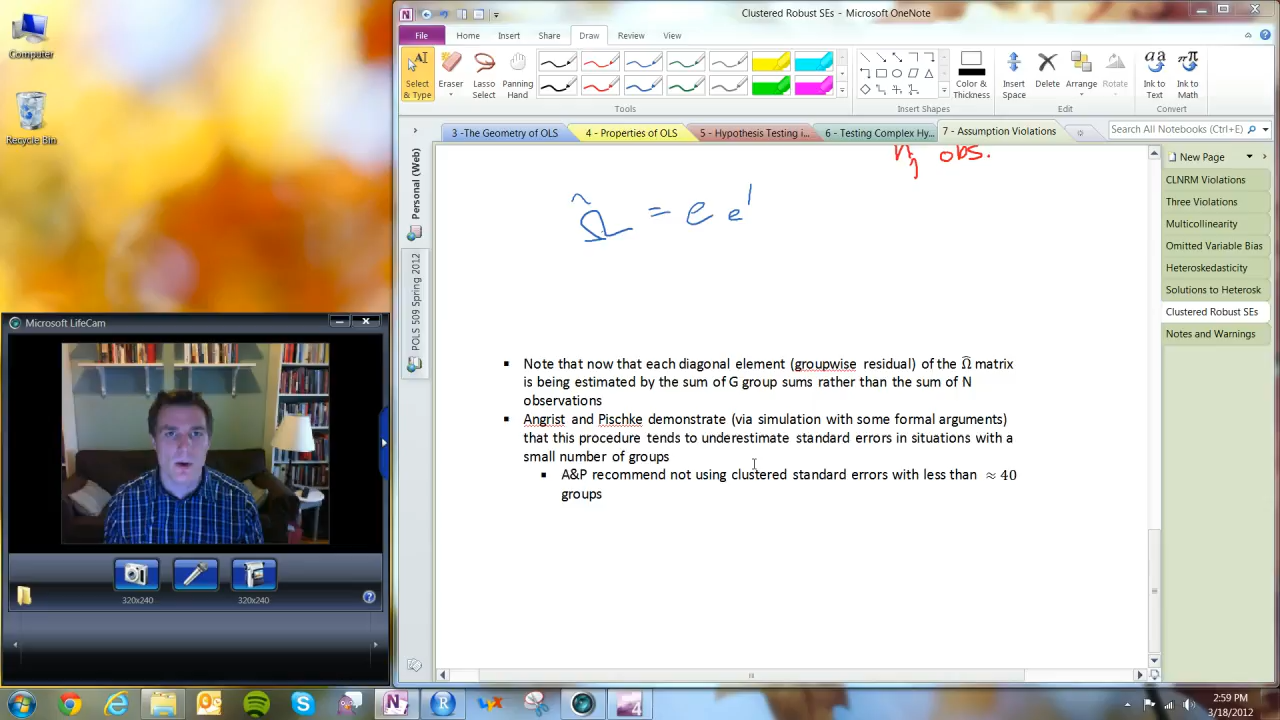 Computer
Recycle Bin
Clustered Robust SEs - Microsoft OneNote
File Home Insert Share Draw Review View
Select & Type
Eraser
Lasso Select
Panning Hand
Color & Thickness
Insert Space
Delete
Arrange
Rotate
Ink to Text
Ink to Math
Tools
Insert Shapes
Edit
Convert
3 -The Geometry of OLS
4 - Properties of OLS
5 - Hypothesis Testing i...
6 - Testing Complex Hy...
7 - Assumption Violations
Search All Notebooks (Ctrl+E)
Personal (Web)
POLS 509 Spring 2012
nj obs.
Ω̃ = e e'
▪ Note that now that each diagonal element (groupwise residual) of the Ω̂ matrix
is being estimated by the sum of G group sums rather than the sum of N
observations
▪ Angrist and Pischke demonstrate (via simulation with some formal arguments)
that this procedure tends to underestimate standard errors in situations with a
small number of groups
▪ A&P recommend not using clustered standard errors with less than ≈ 40
groups
New Page
CLNRM Violations
Three Violations
Multicollinearity
Omitted Variable Bias
Heteroskedasticity
Solutions to Heterosk
Clustered Robust SEs
Notes and Warnings
Microsoft LifeCam
320x240
320x240
2:59 PM
3/18/2012